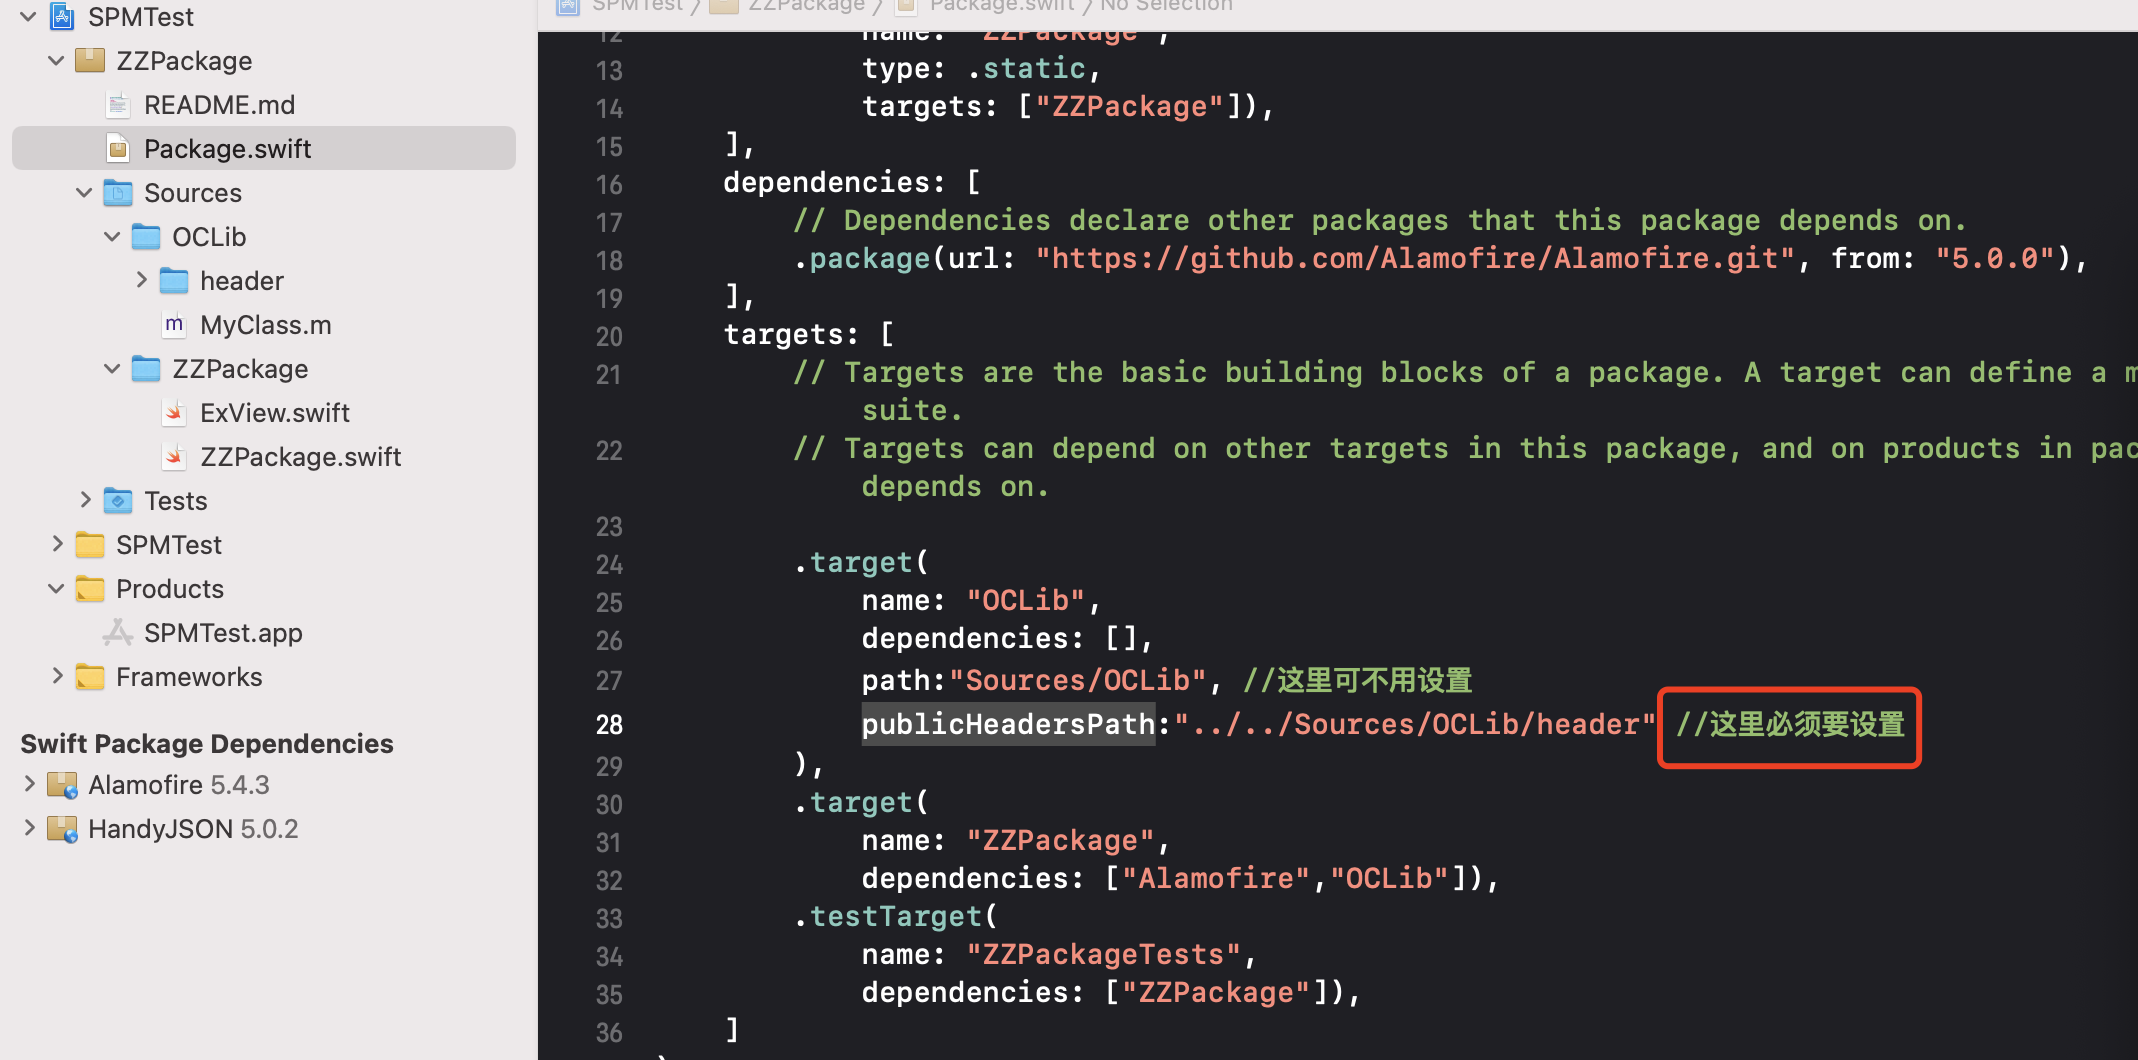 SPMTest
ZZPackage
README.md
Package.swift
Sources
OCLib
header
MyClass.m
ZZPackage
ExView.swift
ZZPackage.swift
Tests
SPMTest
Products
SPMTest.app
Frameworks
Swift Package Dependencies
Alamofire 5.4.3
HandyJSON 5.0.2
SPMTest ZZPackage Package.swift No Selection
12 name: "ZZPackage",
13 type: .static,
14 targets: ["ZZPackage"]),
15 ],
16 dependencies: [
17 // Dependencies declare other packages that this package depends on.
18 .package(url: "https://github.com/Alamofire/Alamofire.git", from: "5.0.0"),
19 ],
20 targets: [
21 // Targets are the basic building blocks of a package. A target can define a m
suite.
22 // Targets can depend on other targets in this package, and on products in pac
depends on.
23
24 .target(
25 name: "OCLib",
26 dependencies: [],
27 path:"Sources/OCLib", //这里可不用设置
28 publicHeadersPath:"../../Sources/OCLib/header" //这里必须要设置
29 ),
30 .target(
31 name: "ZZPackage",
32 dependencies: ["Alamofire","OCLib"]),
33 .testTarget(
34 name: "ZZPackageTests",
35 dependencies: ["ZZPackage"]),
36 ]